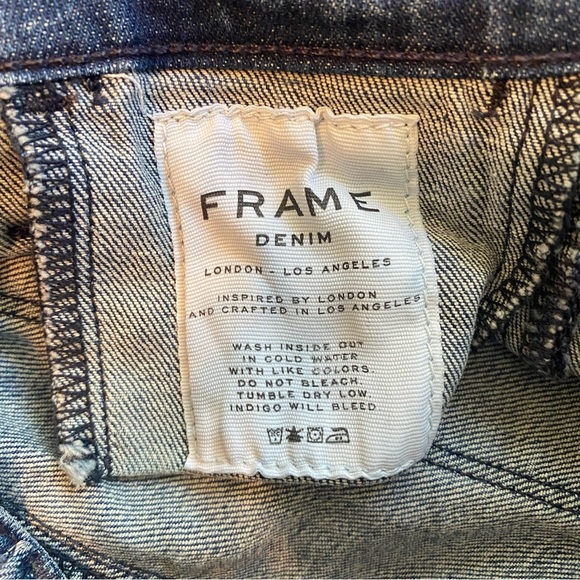 FRAME
DENIM
LONDON - LOS ANGELES
INSPIRED BY LONDON
AND CRAFTED IN LOS ANGELES
WASH INSIDE OUT
IN COLD WATER
WITH LIKE COLORS
DO NOT BLEACH.
TUMBLE DRY LOW.
INDIGO WILL BLEED.